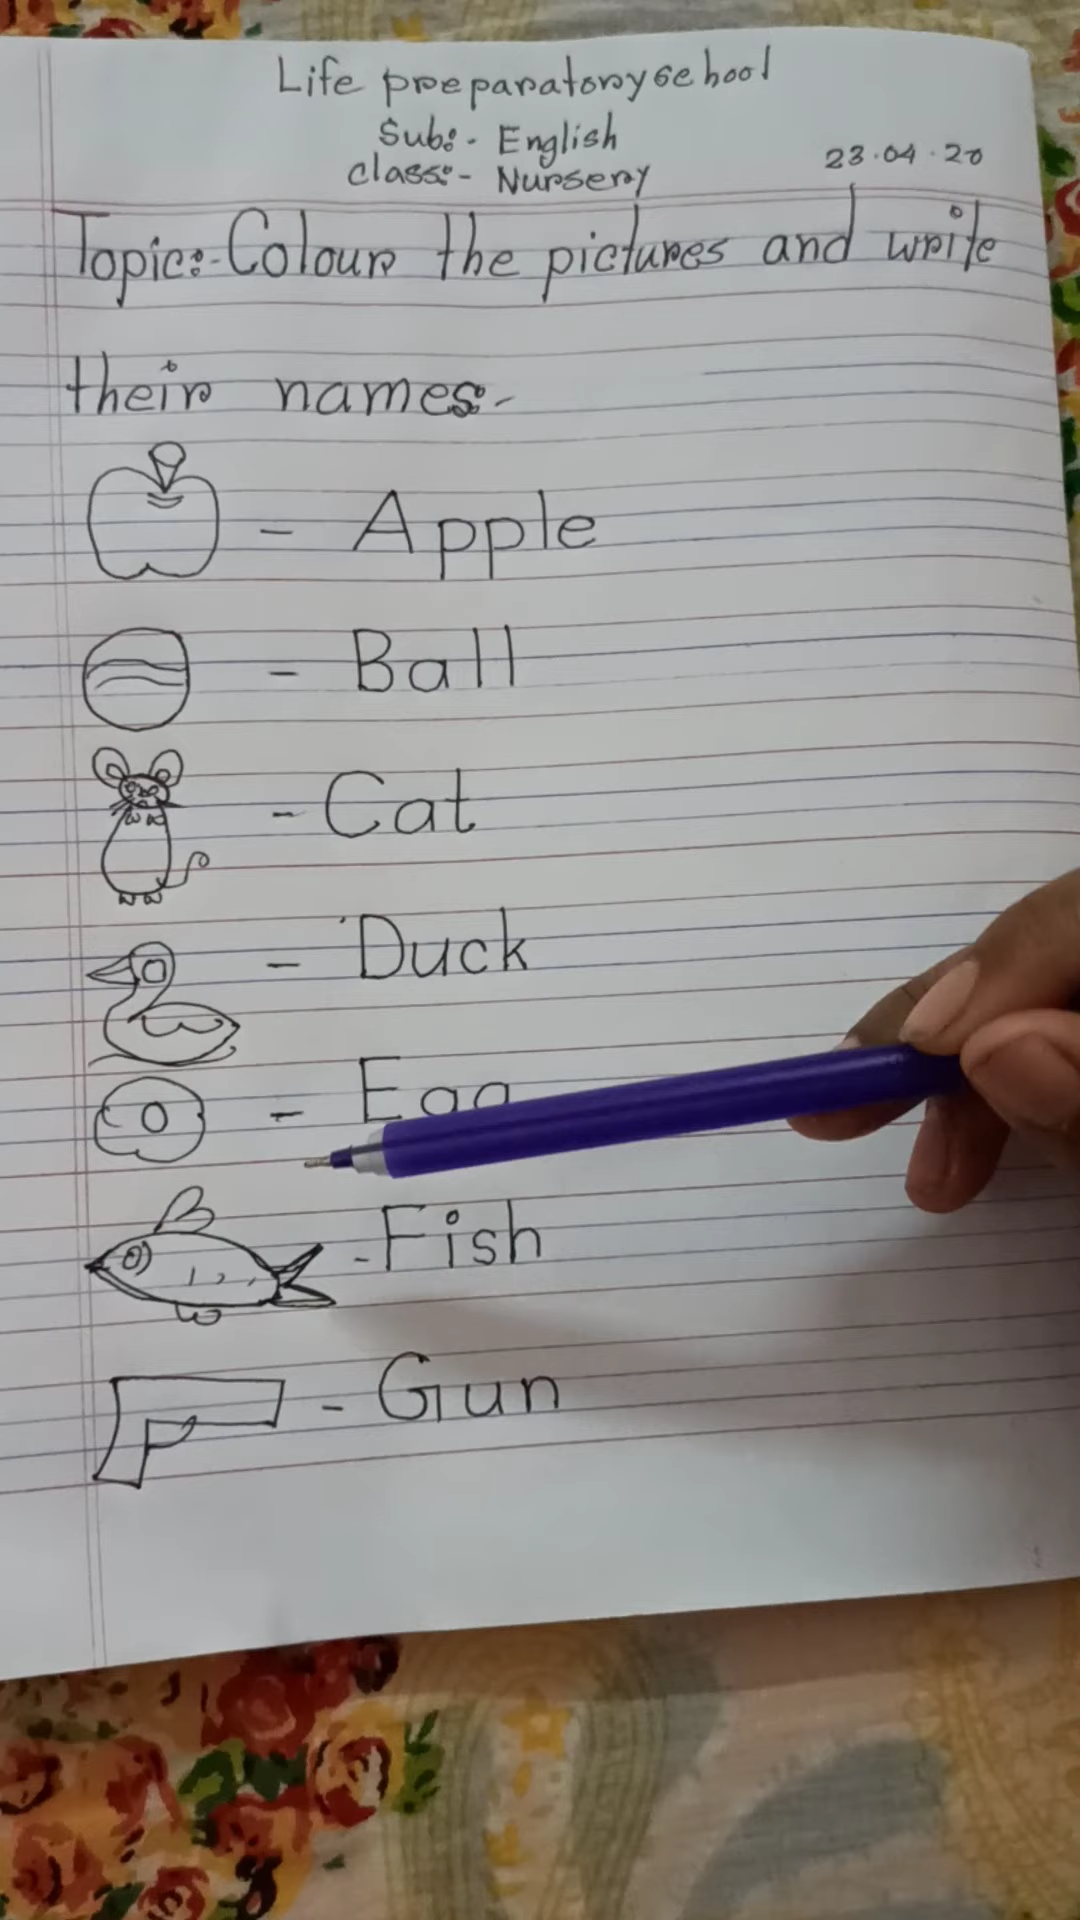 Life preparatory school
Sub:- English
class:- Nursery
23.04.20
Topic:- Colour the pictures and write
their names:-
- Apple
- Ball
- Cat
- Duck
- Egg
- Fish
- Gun